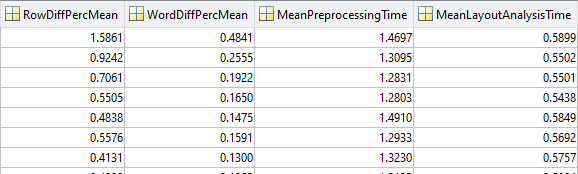 RowDiffPercMean WordDiffPercMean MeanPreprocessingTime MeanLayoutAnalysisTime
1.5861 0.4841 1.4697 0.5899
0.9242 0.2555 1.3095 0.5502
0.7061 0.1922 1.2831 0.5501
0.5505 0.1650 1.2803 0.5438
0.4838 0.1475 1.4910 0.5849
0.5576 0.1591 1.2933 0.5692
0.4131 0.1300 1.3230 0.5757